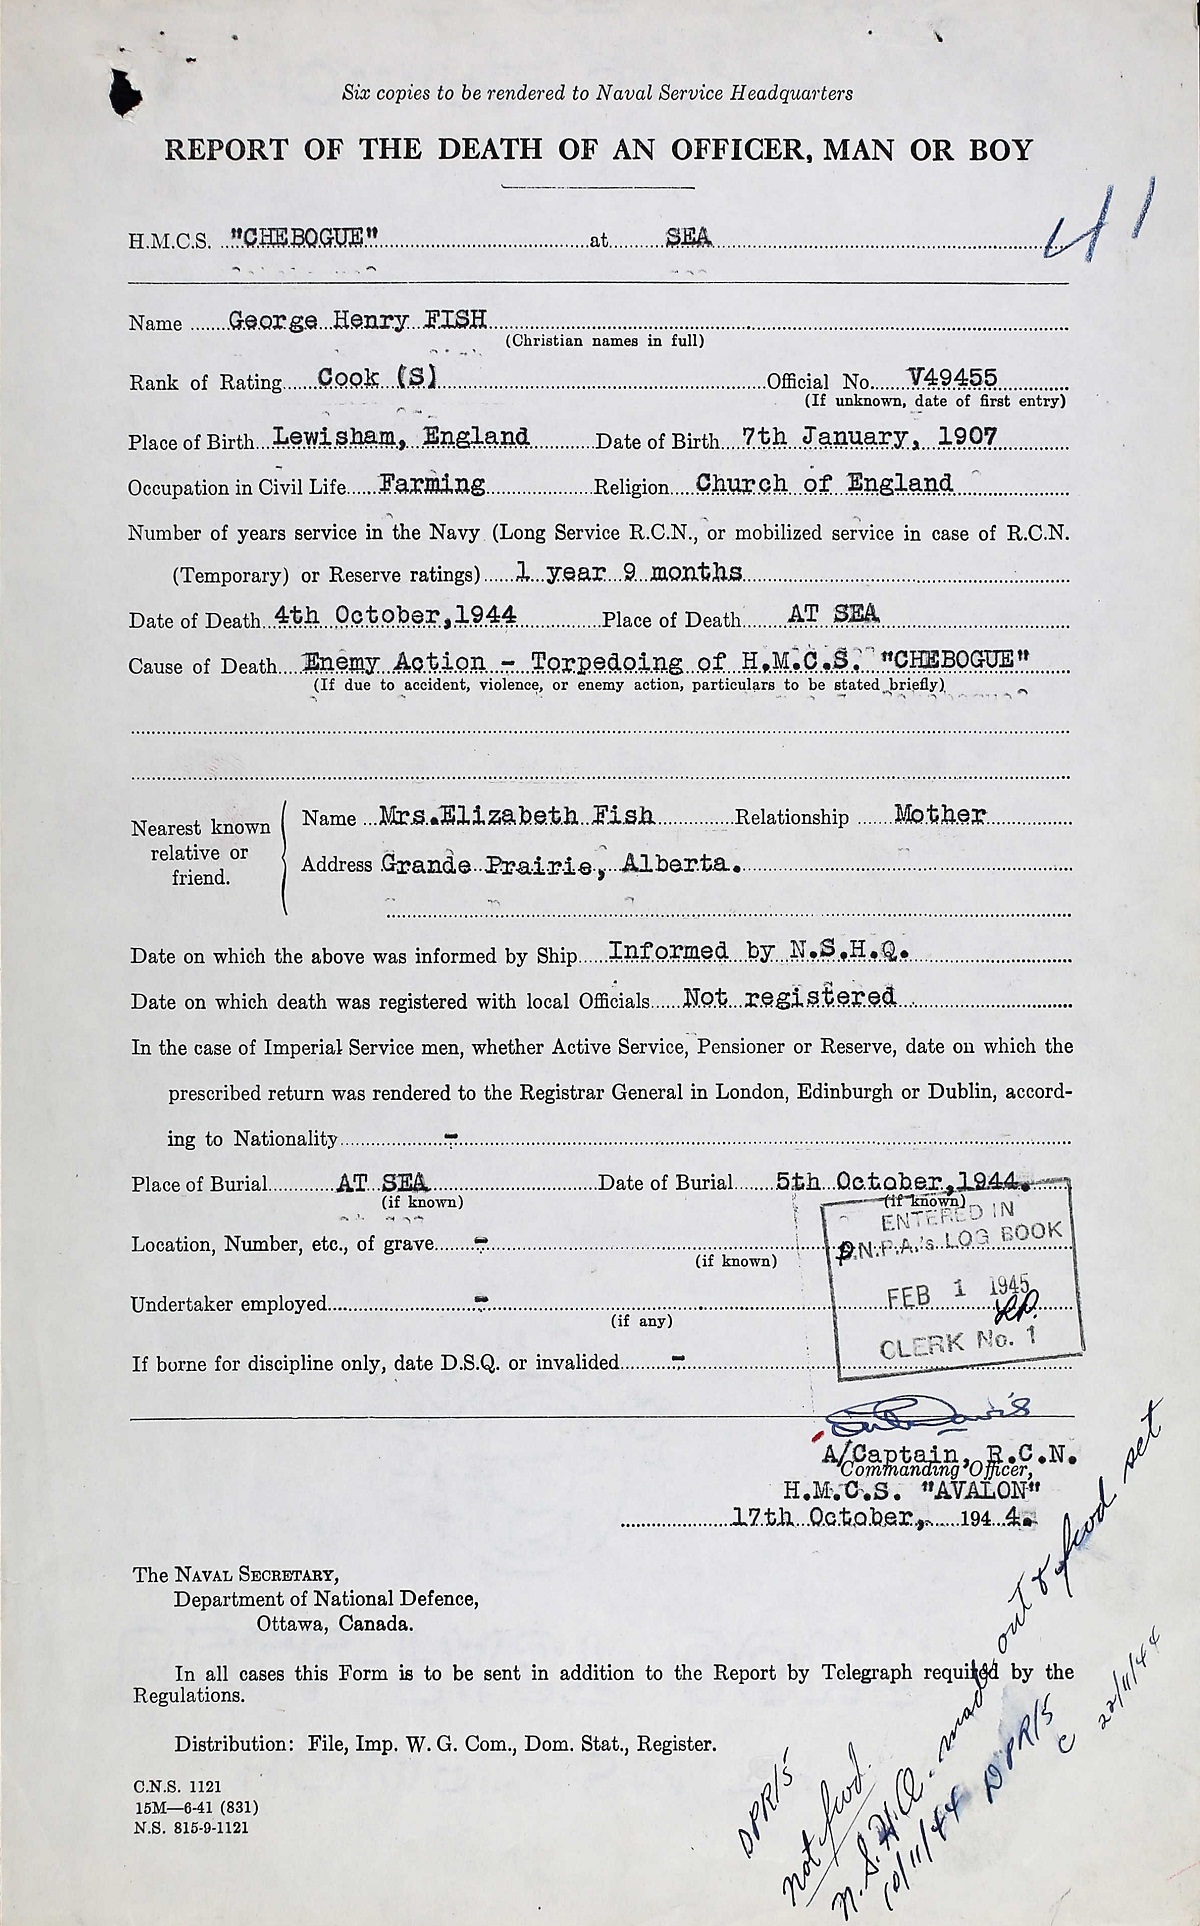 Six copies to be rendered to Naval Service Headquarters
REPORT OF THE DEATH OF AN OFFICER, MAN OR BOY
41
H.M.C.S. "CHEBOGUE" at SEA
Name George Henry FISH
(Christian names in full)
Rank of Rating Cook (S) Official No. V49455
(If unknown, date of first entry)
Place of Birth Lewisham, England Date of Birth 7th January, 1907
Occupation in Civil Life Farming Religion Church of England
Number of years service in the Navy (Long Service R.C.N., or mobilized service in case of R.C.N.
(Temporary) or Reserve ratings) 1 year 9 months
Date of Death 4th October,1944 Place of Death AT SEA
Cause of Death Enemy Action - Torpedoing of H.M.C.S. "CHEBOGUE"
(If due to accident, violence, or enemy action, particulars to be stated briefly)
Nearest known relative or friend.
Name Mrs.Elizabeth Fish Relationship Mother
Address Grande Prairie, Alberta.
Date on which the above was informed by Ship Informed by N.S.H.Q.
Date on which death was registered with local Officials Not registered
In the case of Imperial Service men, whether Active Service, Pensioner or Reserve, date on which the
prescribed return was rendered to the Registrar General in London, Edinburgh or Dublin, accord-
ing to Nationality -
Place of Burial AT SEA Date of Burial 5th October,1944.
(if known) (if known)
ENTERED IN
D.N.P.A.'s LOG BOOK
FEB 1 1945
CLERK No. 1
Location, Number, etc., of grave -
(if known)
Undertaker employed -
(if any)
If borne for discipline only, date D.S.Q. or invalided -
Davis
A/Captain, R.C.N.
Commanding Officer,
H.M.C.S. "AVALON"
17th October, 1944.
The NAVAL SECRETARY,
Department of National Defence,
Ottawa, Canada.
In all cases this Form is to be sent in addition to the Report by Telegraph required by the
Regulations.
Distribution: File, Imp. W. G. Com., Dom. Stat., Register.
C.N.S. 1121
15M—6-41 (831)
N.S. 815-9-1121
DPR/5
not fwd.
N.S.H.Q. made out & fwod set
10/11/44 DPR/5
C 22/11/44